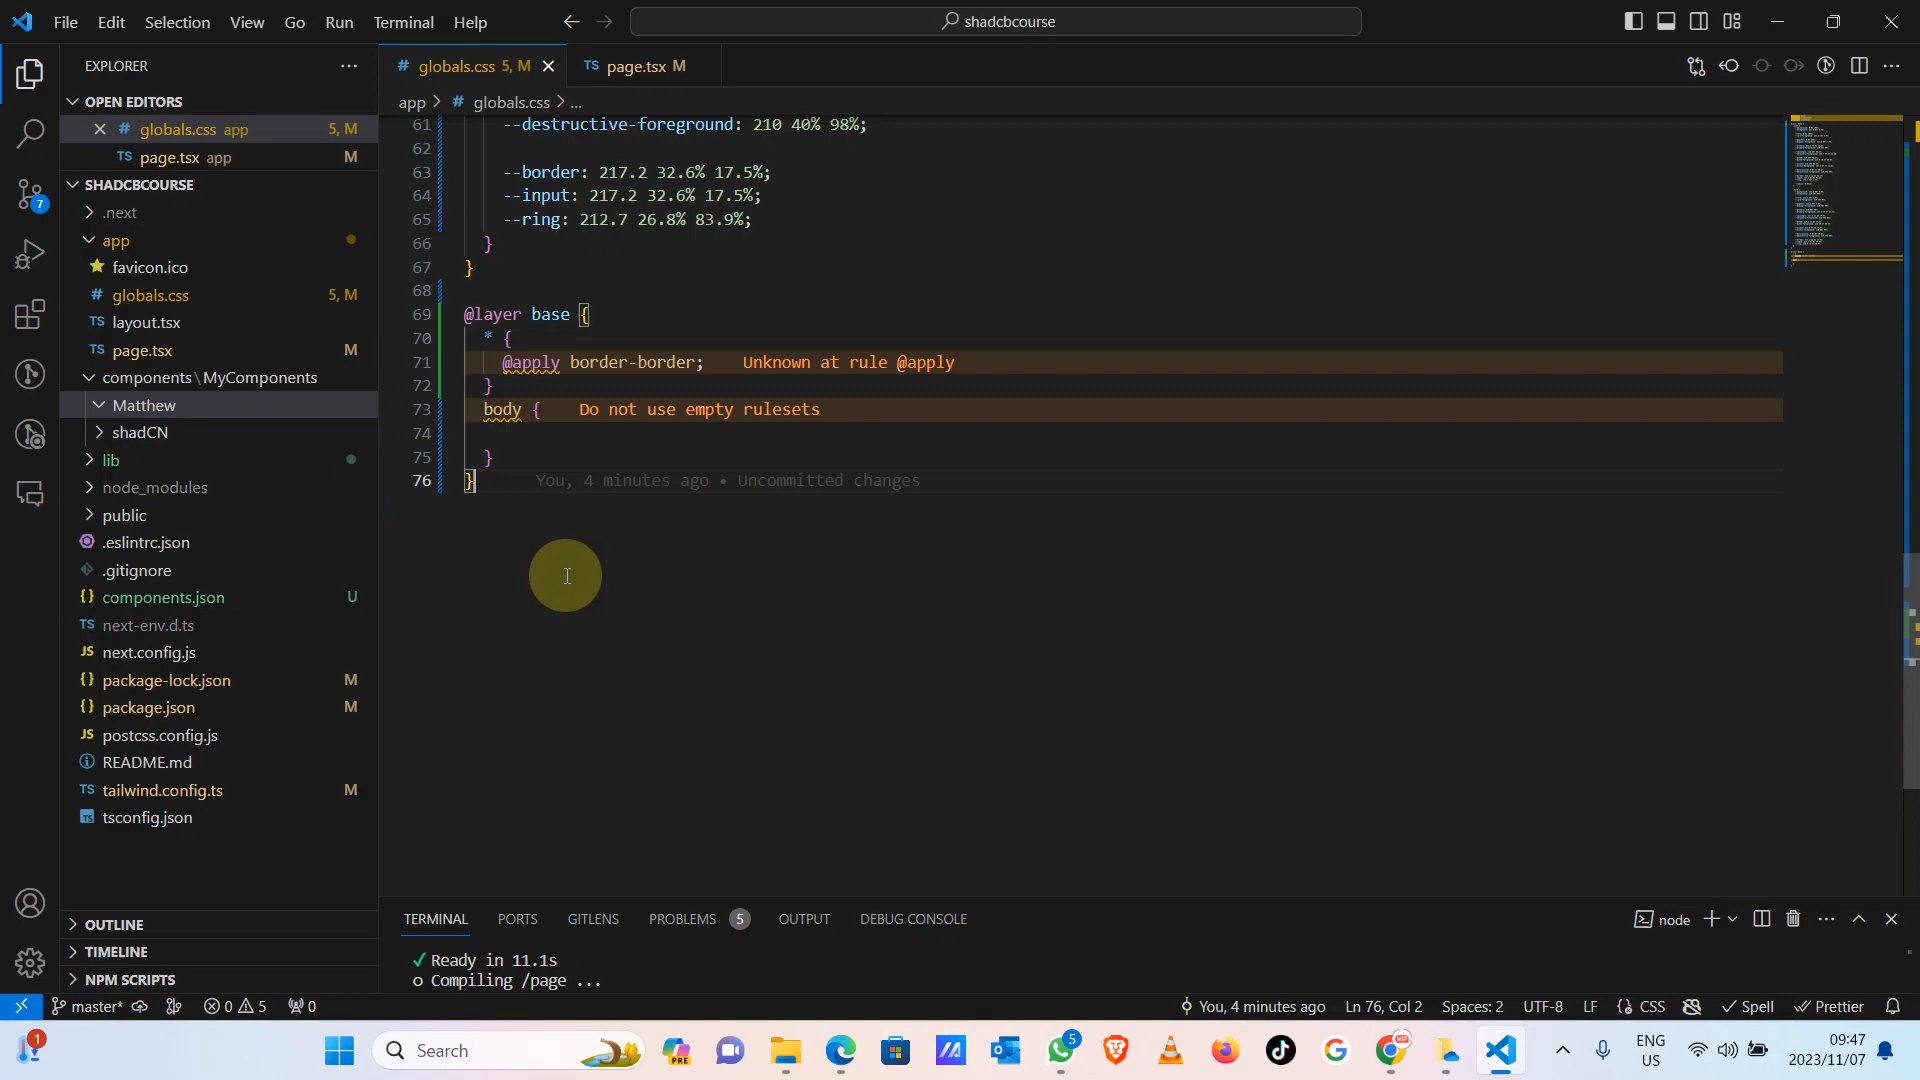 File Edit Selection View Go Run Terminal Help
shadcbcourse
EXPLORER
OPEN EDITORS
globals.css app 5, M
page.tsx app M
SHADCBCOURSE
.next
app
favicon.ico
globals.css 5, M
layout.tsx
page.tsx M
components\MyComponents
Matthew
shadCN
lib
node_modules
public
.eslintrc.json
.gitignore
components.json U
next-env.d.ts
next.config.js
package-lock.json M
package.json M
postcss.config.js
README.md
tailwind.config.ts M
tsconfig.json
OUTLINE
TIMELINE
NPM SCRIPTS
7
globals.css 5, M
page.tsx M
app > globals.css > ...
61 --destructive-foreground: 210 40% 98%;
62
63 --border: 217.2 32.6% 17.5%;
64 --input: 217.2 32.6% 17.5%;
65 --ring: 212.7 26.8% 83.9%;
66 }
67 }
68
69 @layer base {
70 * {
71 @apply border-border; Unknown at rule @apply
72 }
73 body { Do not use empty rulesets
74
75 }
76 } You, 4 minutes ago • Uncommitted changes
TERMINAL PORTS GITLENS PROBLEMS 5 OUTPUT DEBUG CONSOLE
node
✓ Ready in 11.1s
○ Compiling /page ...
master* 0 5 0
You, 4 minutes ago Ln 76, Col 2 Spaces: 2 UTF-8 LF CSS Spell Prettier
1
Search
PRE
5
ENG
US
09:47
2023/11/07